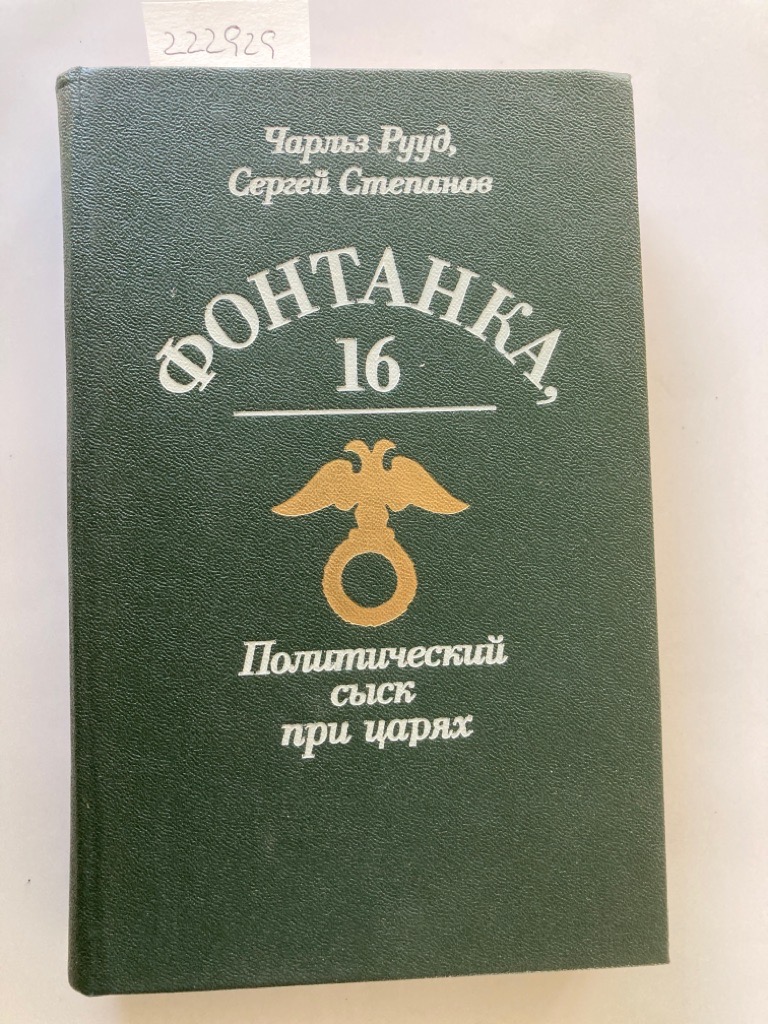 222929
Чарльз Рууд,
Сергей Степанов
ФОНТАНКА,
16
Политический
сыск
при царях